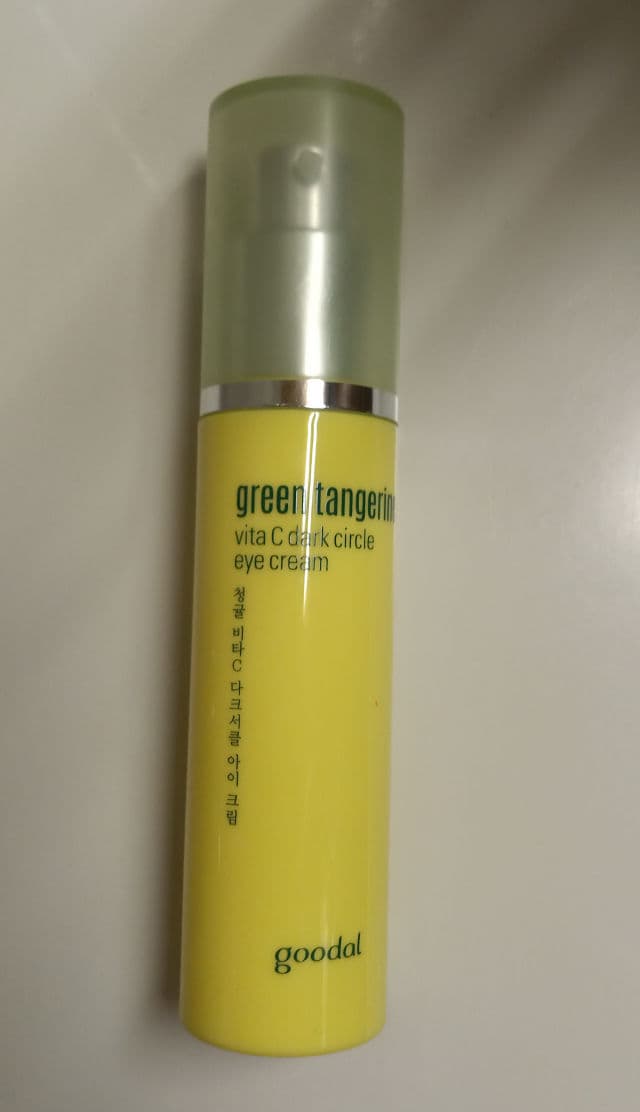 green tangerine
vita C dark circle
eye cream
청귤 비타C 다크서클 아이 크림
goodal